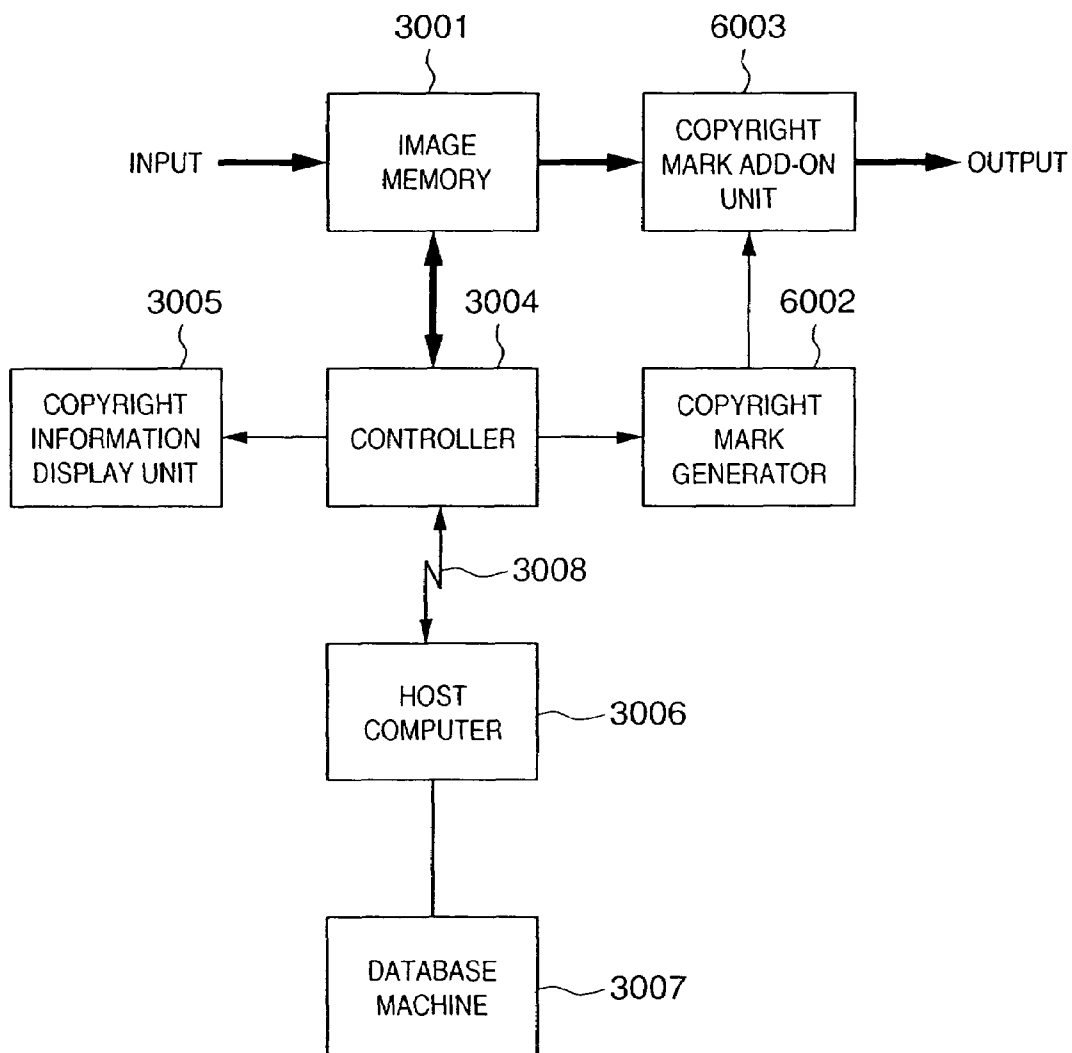 3001
6003
INPUT
IMAGE
MEMORY
COPYRIGHT
MARK ADD-ON
UNIT
OUTPUT
3005
3004
6002
COPYRIGHT
INFORMATION
DISPLAY UNIT
CONTROLLER
COPYRIGHT
MARK
GENERATOR
3008
HOST
COMPUTER
3006
DATABASE
MACHINE
3007